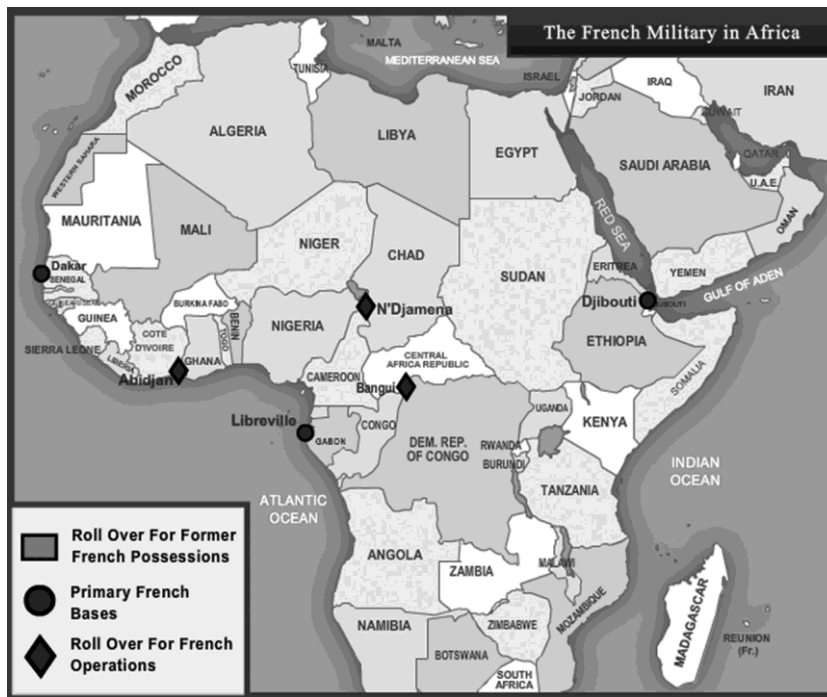 The French Military in Africa
MALTA
MEDITERRANEAN SEA
TUNISIA
MOROCCO
ISRAEL
JORDAN
IRAQ
IRAN
KUWAIT
ALGERIA
LIBYA
EGYPT
SAUDI ARABIA
QATAR
U.A.E.
WESTERN SAHARA
MAURITANIA
MALI
NIGER
CHAD
SUDAN
RED SEA
OMAN
YEMEN
ERITREA
Dakar
SENEGAL
N'Djamena
Djibouti
GULF OF ADEN
BURKINA FASO
GUINEA
NIGERIA
BENIN
TOGO
ETHIOPIA
SIERRA LEONE
COTE
D'IVOIRE
GHANA
LIBERIA
Abidjan
CENTRAL
AFRICA REPUBLIC
CAMEROON
Bangui
SOMALIA
Libreville
GABON
CONGO
DEM. REP.
OF CONGO
UGANDA
KENYA
RWANDA
BURUNDI
TANZANIA
INDIAN
OCEAN
ATLANTIC
OCEAN
ANGOLA
ZAMBIA
MALAWI
MOZAMBIQUE
ZIMBABWE
NAMIBIA
BOTSWANA
SOUTH
AFRICA
MADAGASCAR
REUNION
(Fr.)
Roll Over For Former
French Possessions
Primary French
Bases
Roll Over For French
Operations